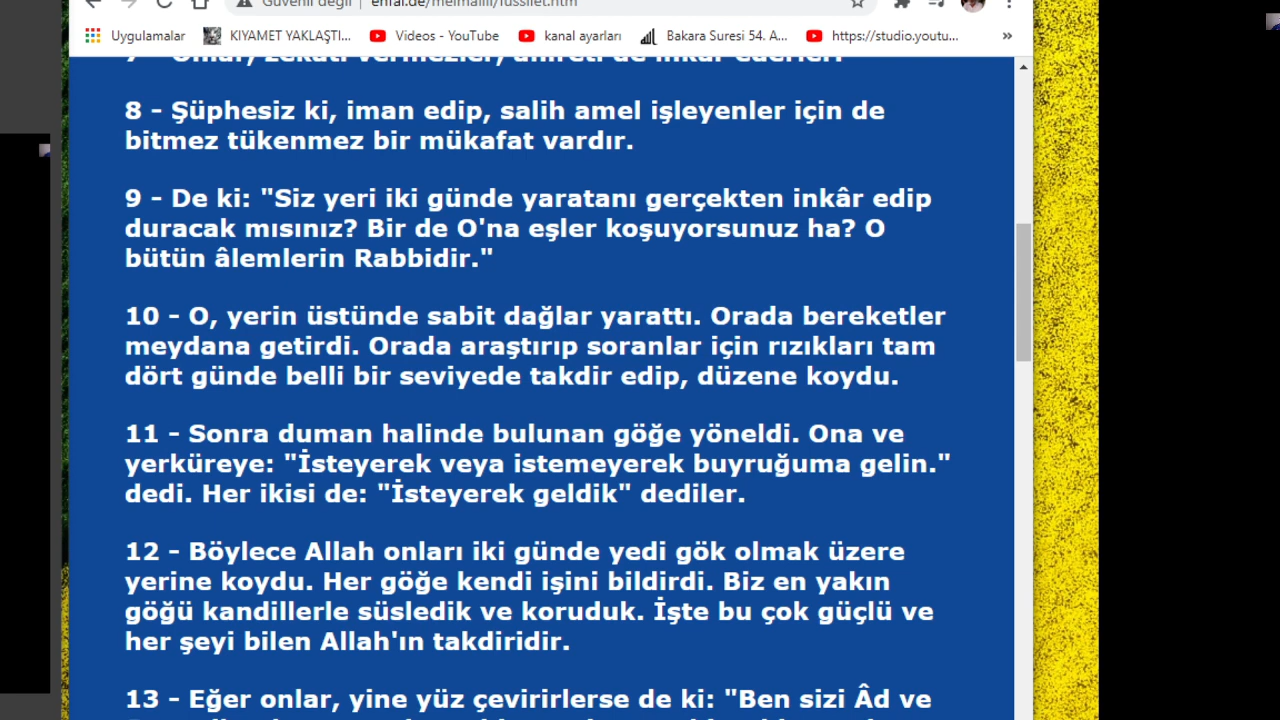 Güvenli değil | enfal.de/melmalili/fussilet.htm
Uygulamalar KIYAMET YAKLAŞTI... Videos - YouTube kanal ayarları Bakara Suresi 54. A... https://studio.youtu... »
8 - Şüphesiz ki, iman edip, salih amel işleyenler için de
bitmez tükenmez bir mükafat vardır.
9 - De ki: "Siz yeri iki günde yaratanı gerçekten inkâr edip
duracak mısınız? Bir de O'na eşler koşuyorsunuz ha? O
bütün âlemlerin Rabbidir."
10 - O, yerin üstünde sabit dağlar yarattı. Orada bereketler
meydana getirdi. Orada araştırıp soranlar için rızıkları tam
dört günde belli bir seviyede takdir edip, düzene koydu.
11 - Sonra duman halinde bulunan göğe yöneldi. Ona ve
yerküreye: "İsteyerek veya istemeyerek buyruğuma gelin."
dedi. Her ikisi de: "İsteyerek geldik" dediler.
12 - Böylece Allah onları iki günde yedi gök olmak üzere
yerine koydu. Her göğe kendi işini bildirdi. Biz en yakın
göğü kandillerle süsledik ve koruduk. İşte bu çok güçlü ve
her şeyi bilen Allah'ın takdiridir.
13 - Eğer onlar, yine yüz çevirirlerse de ki: "Ben sizi Âd ve